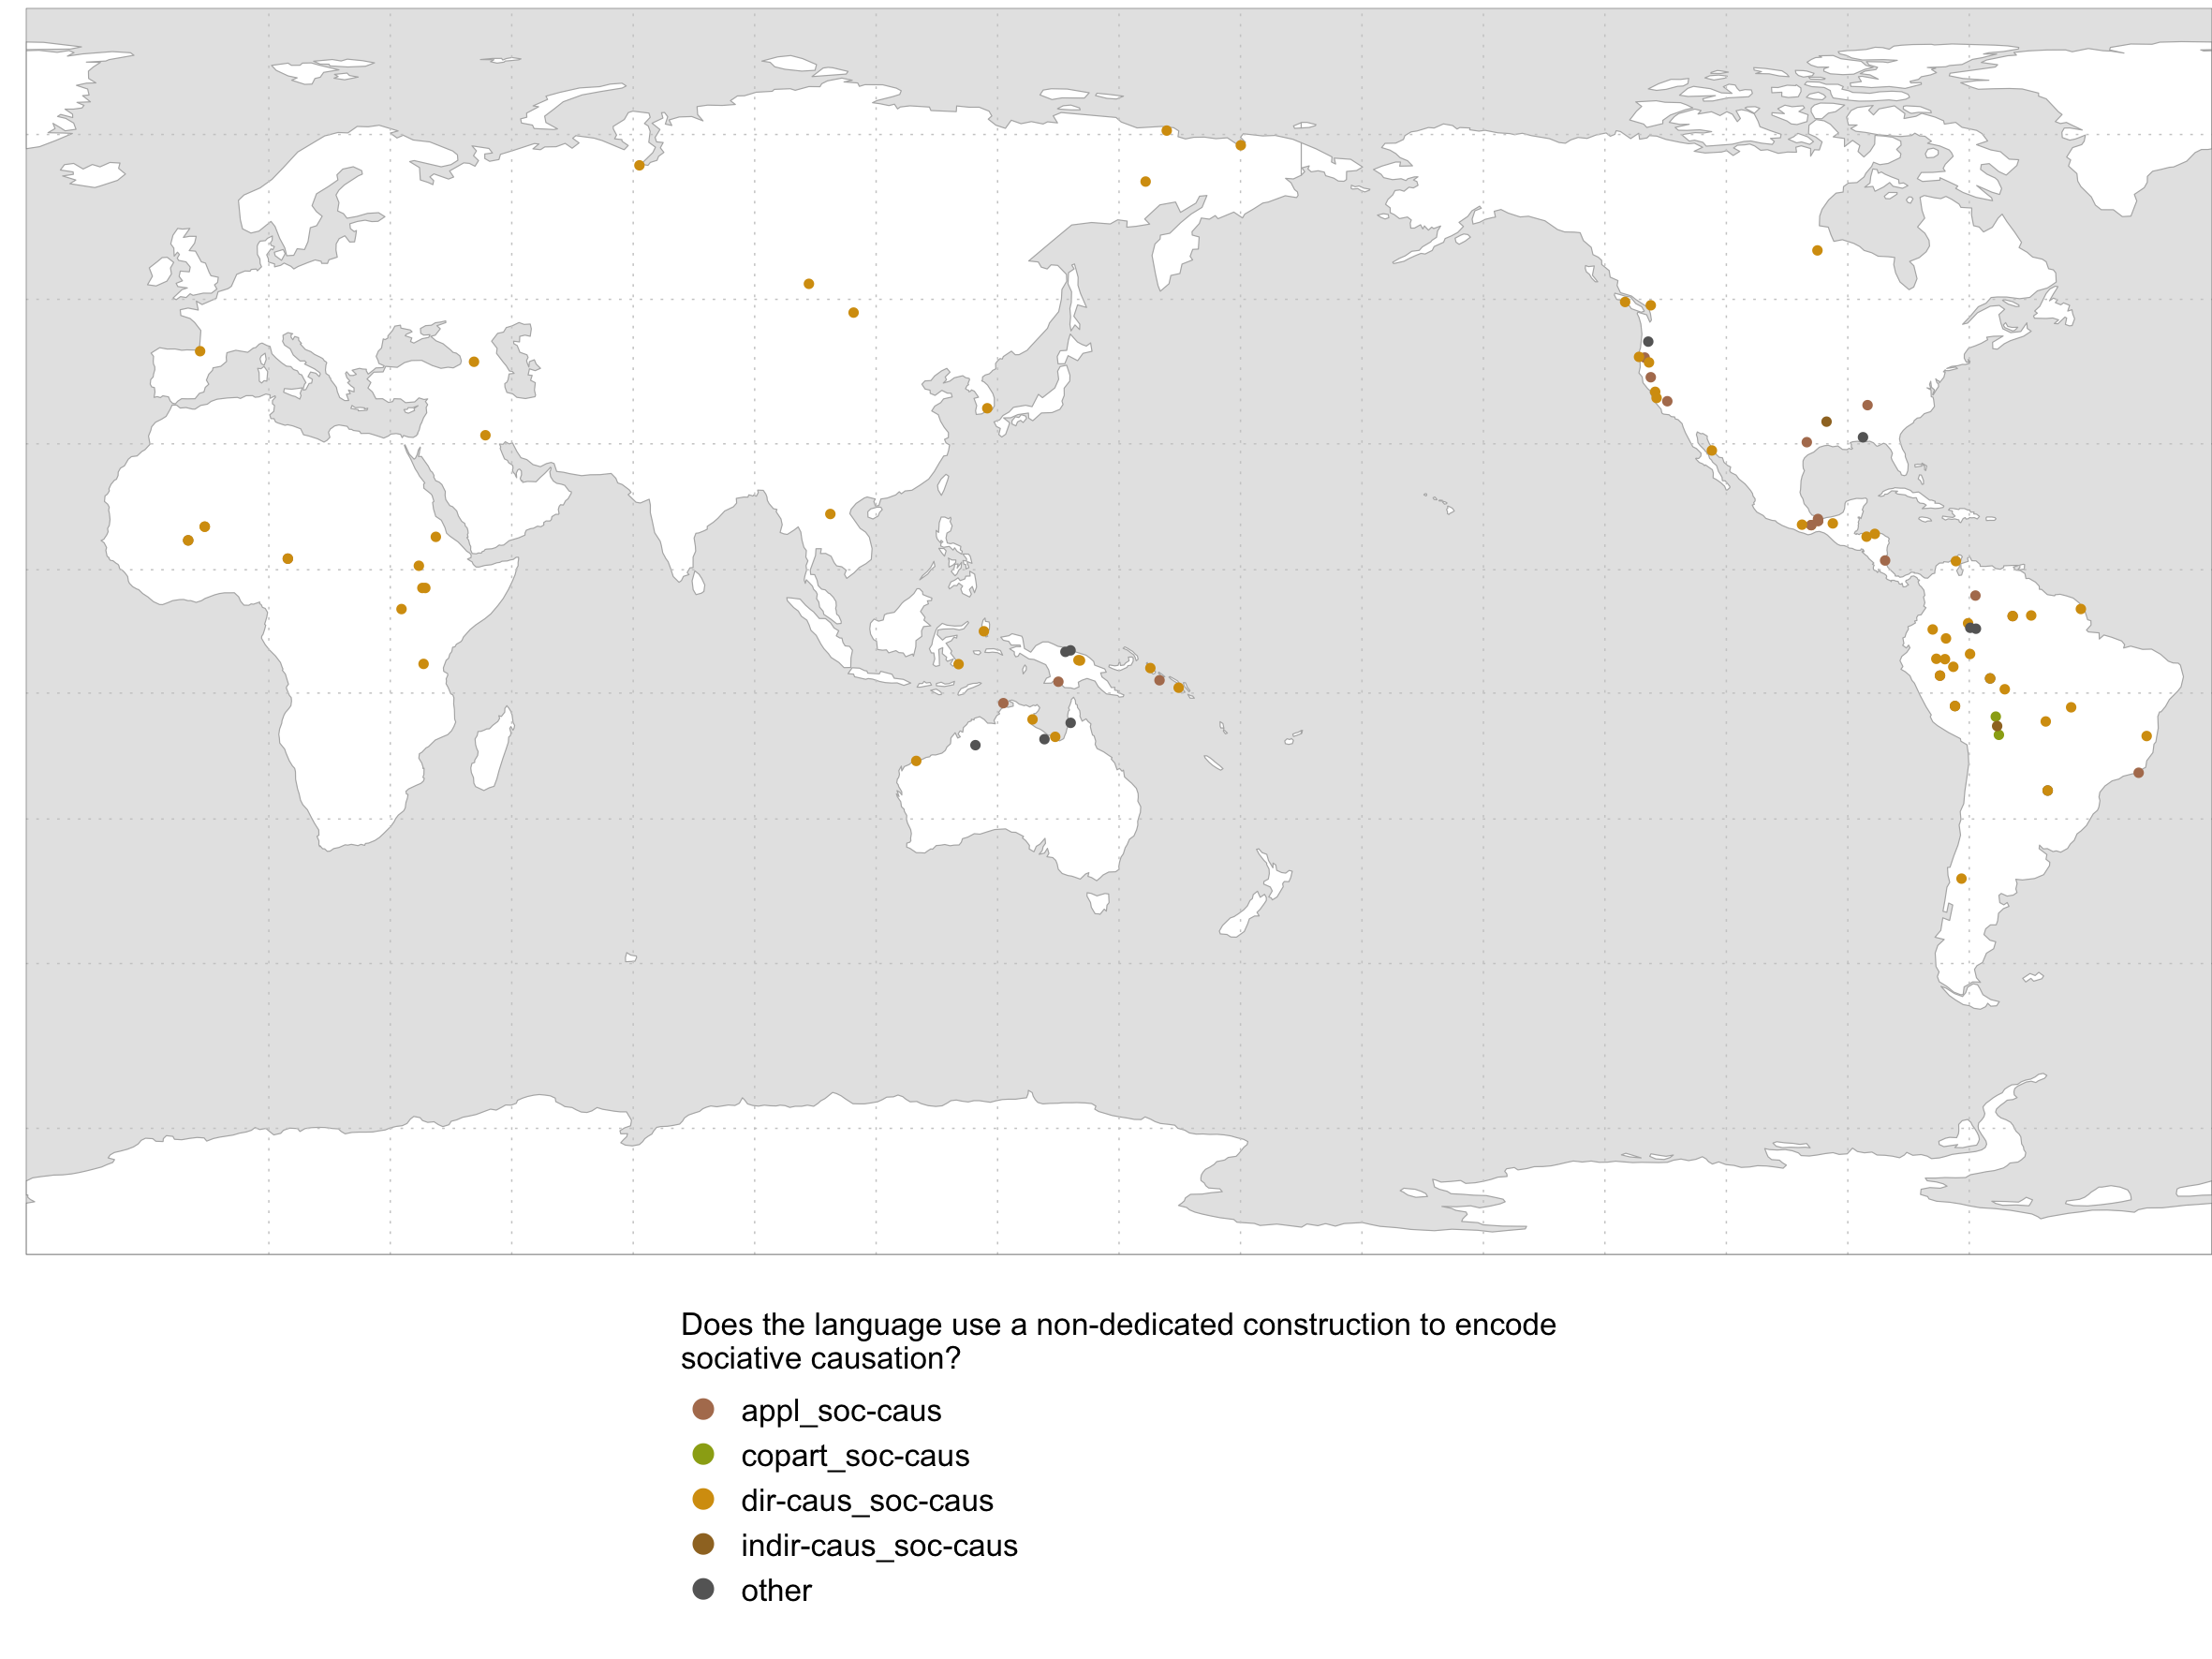 Does the language use a non-dedicated construction to encode
sociative causation?
appl_soc-caus
copart_soc-caus
dir-caus_soc-caus
indir-caus_soc-caus
other